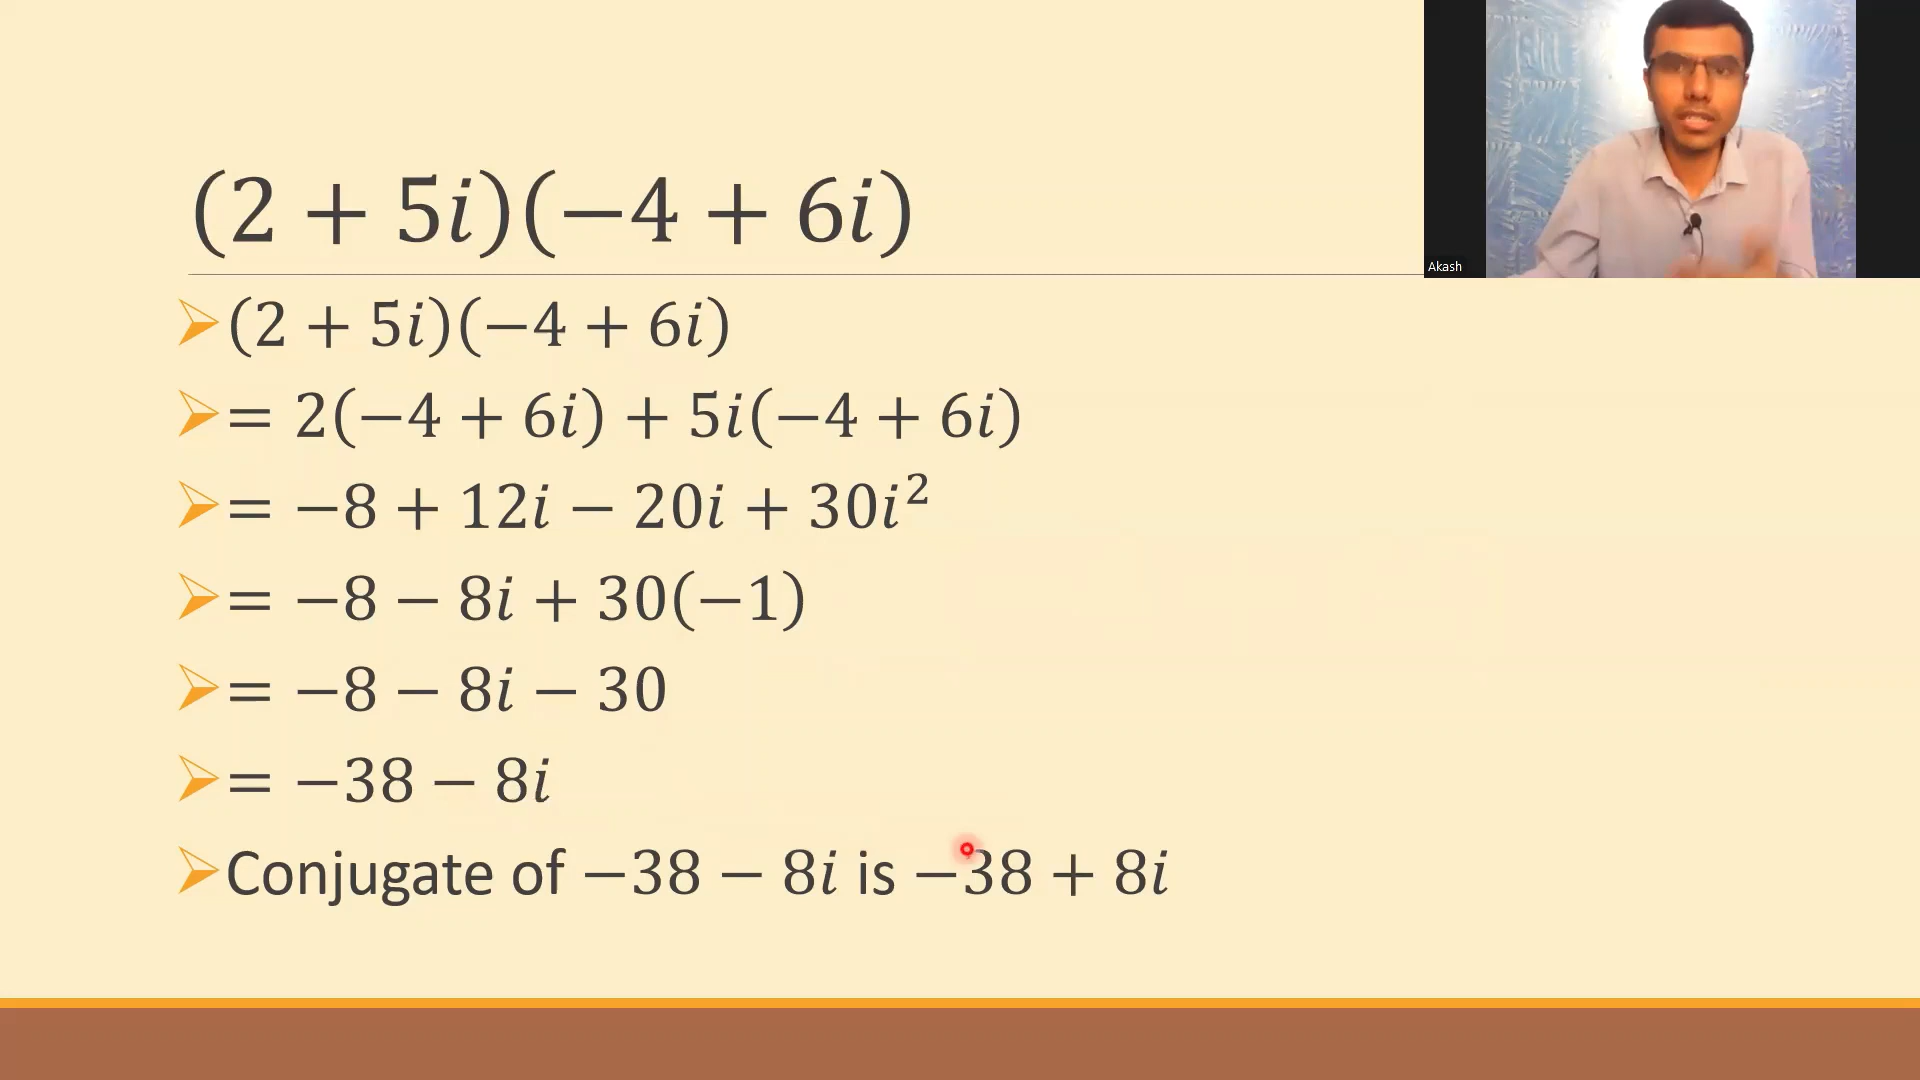 (2 + 5i)(−4 + 6i)
Akash
(2 + 5i)(−4 + 6i)
= 2(−4 + 6i) + 5i(−4 + 6i)
= −8 + 12i − 20i + 30i²
= −8 − 8i + 30(−1)
= −8 − 8i − 30
= −38 − 8i
Conjugate of −38 − 8i is −38 + 8i